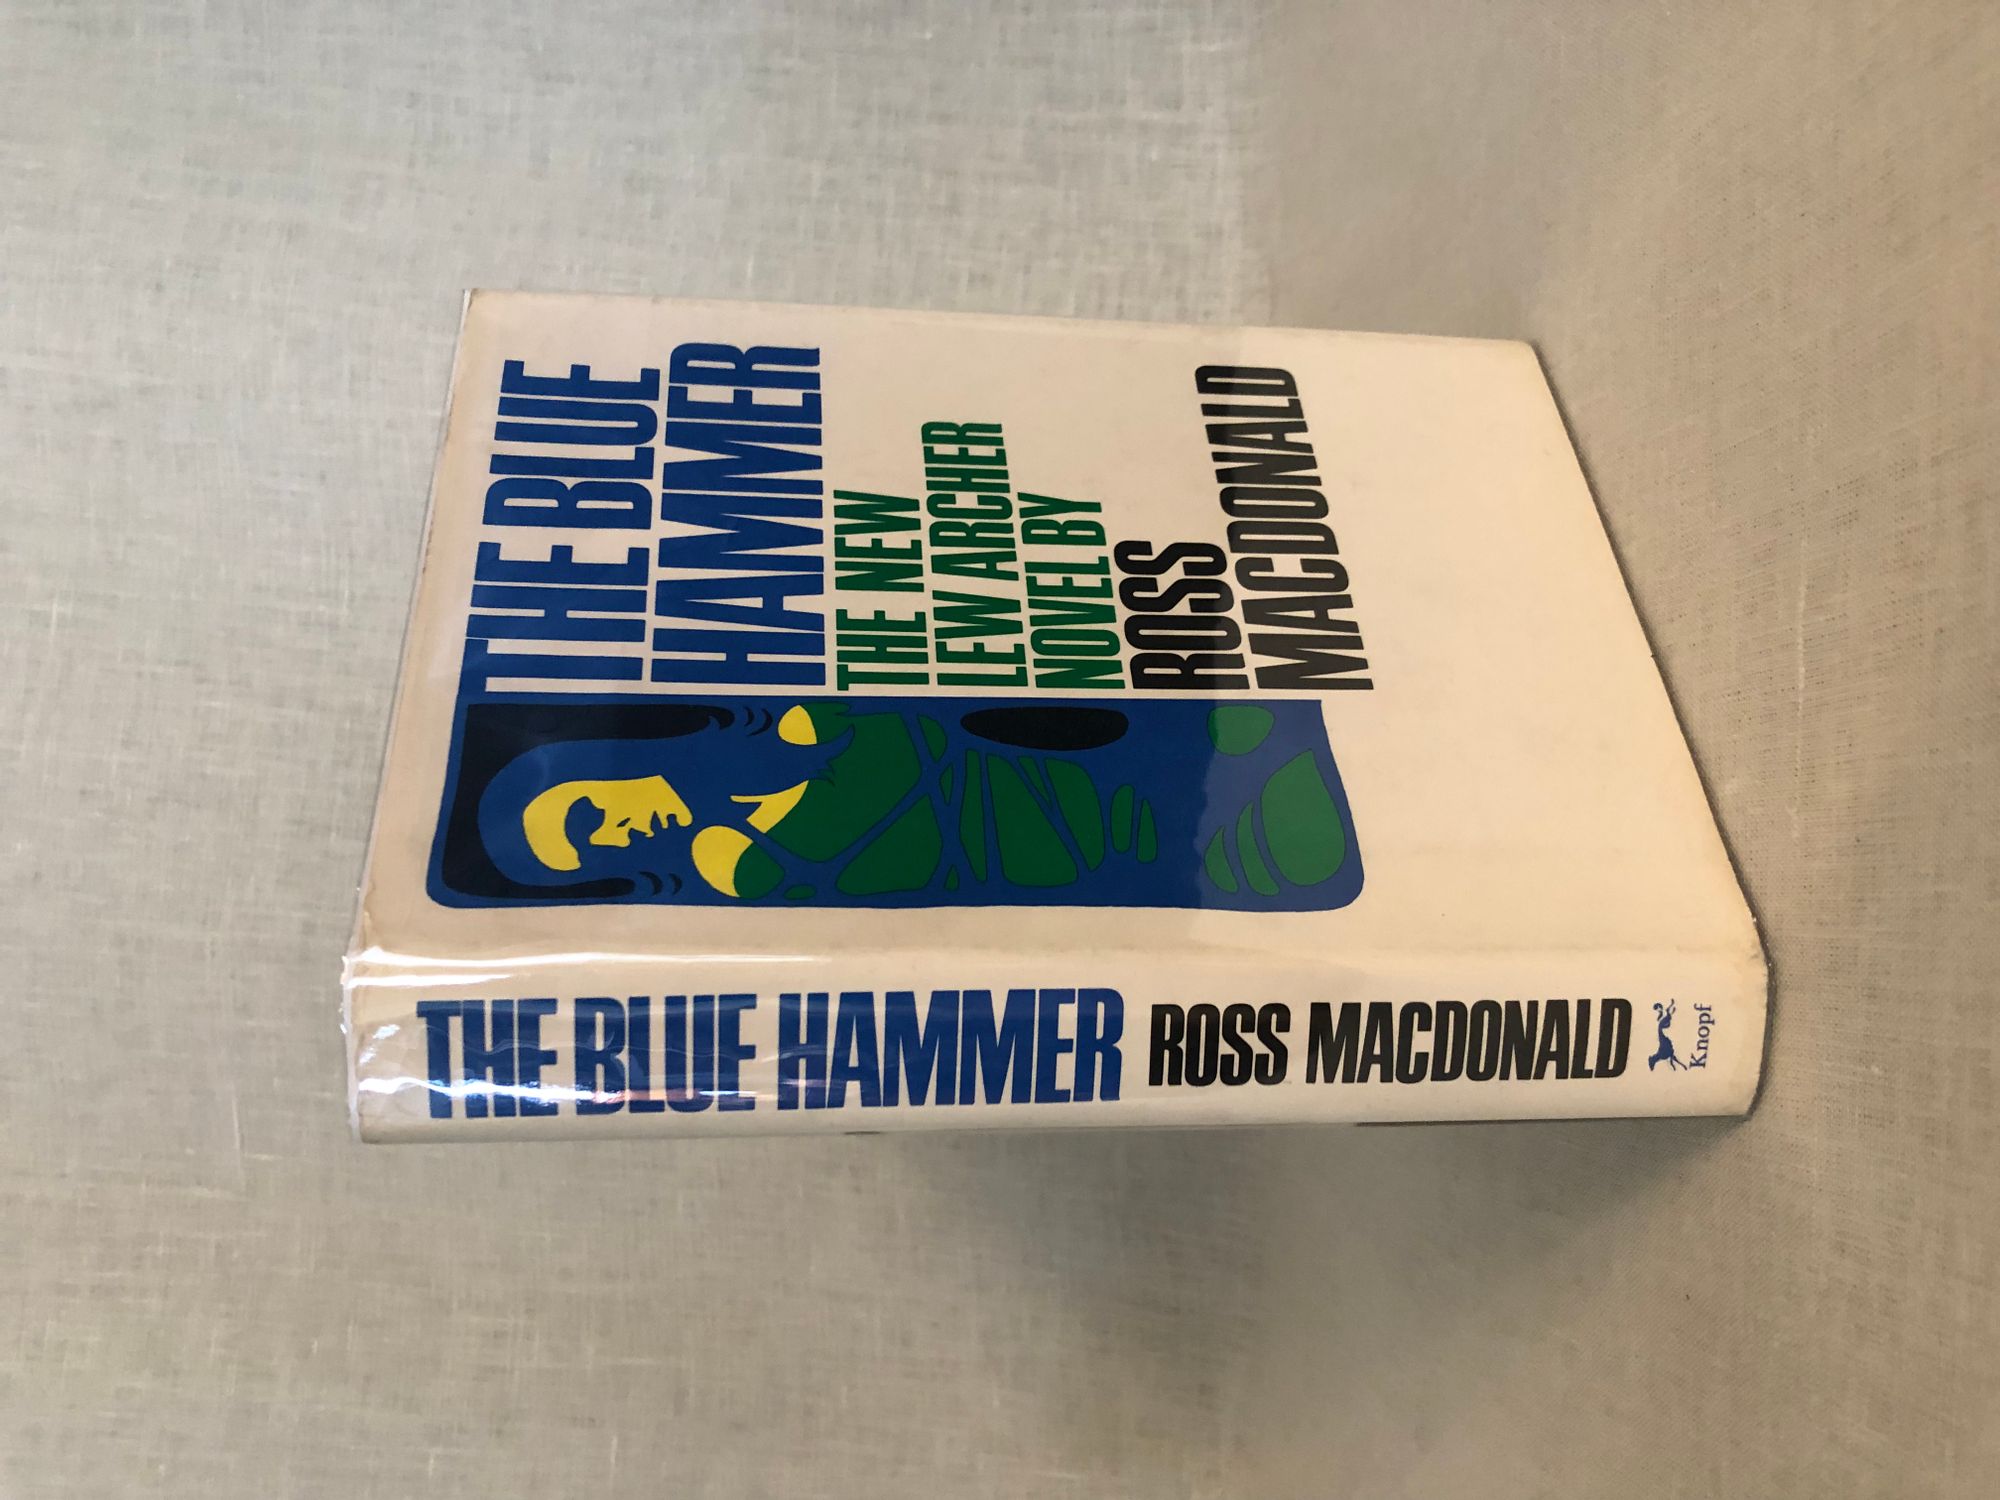 THE BLUE
HAMMER
THE NEW
LEW ARCHER
NOVEL BY
ROSS
MACDONALD
THE BLUE HAMMER ROSS MACDONALD Knopf